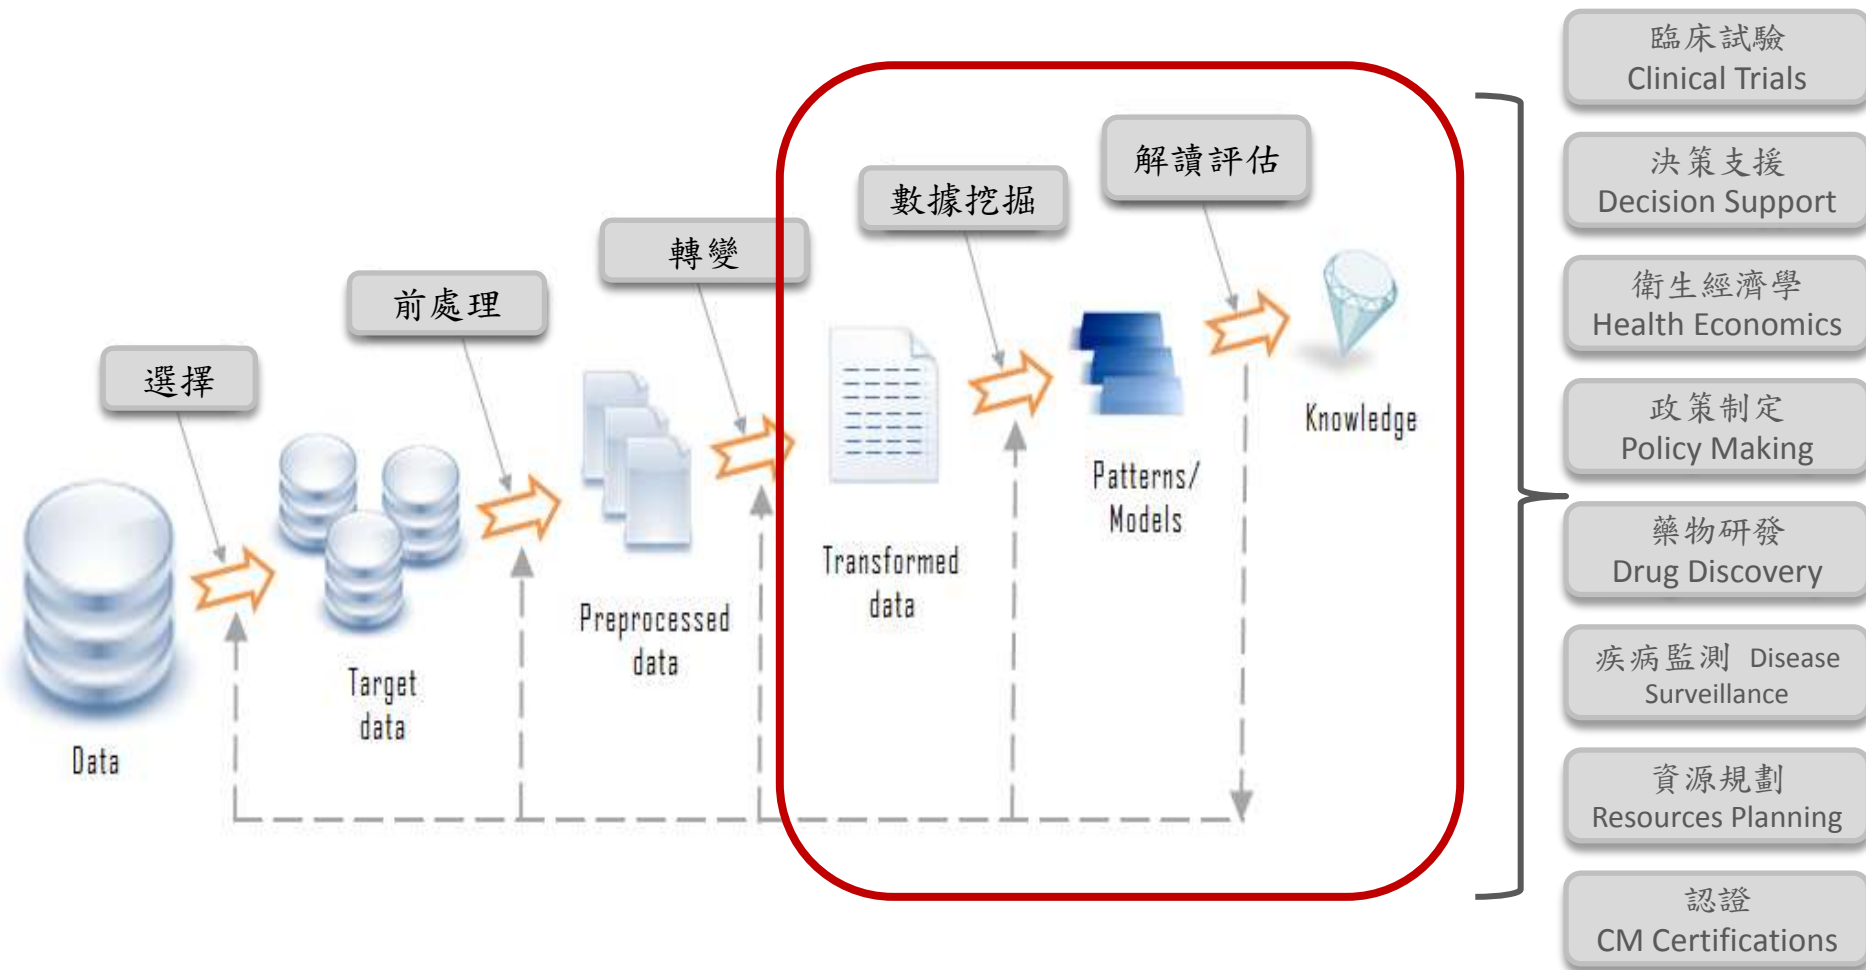 選擇
前處理
轉變
數據挖掘
解讀評估
Data
Target
data
Preprocessed
data
Transformed
data
Patterns/
Models
Knowledge
臨床試驗
Clinical Trials
決策支援
Decision Support
衛生經濟學
Health Economics
政策制定
Policy Making
藥物研發
Drug Discovery
疾病監測 Disease
Surveillance
資源規劃
Resources Planning
認證
CM Certifications